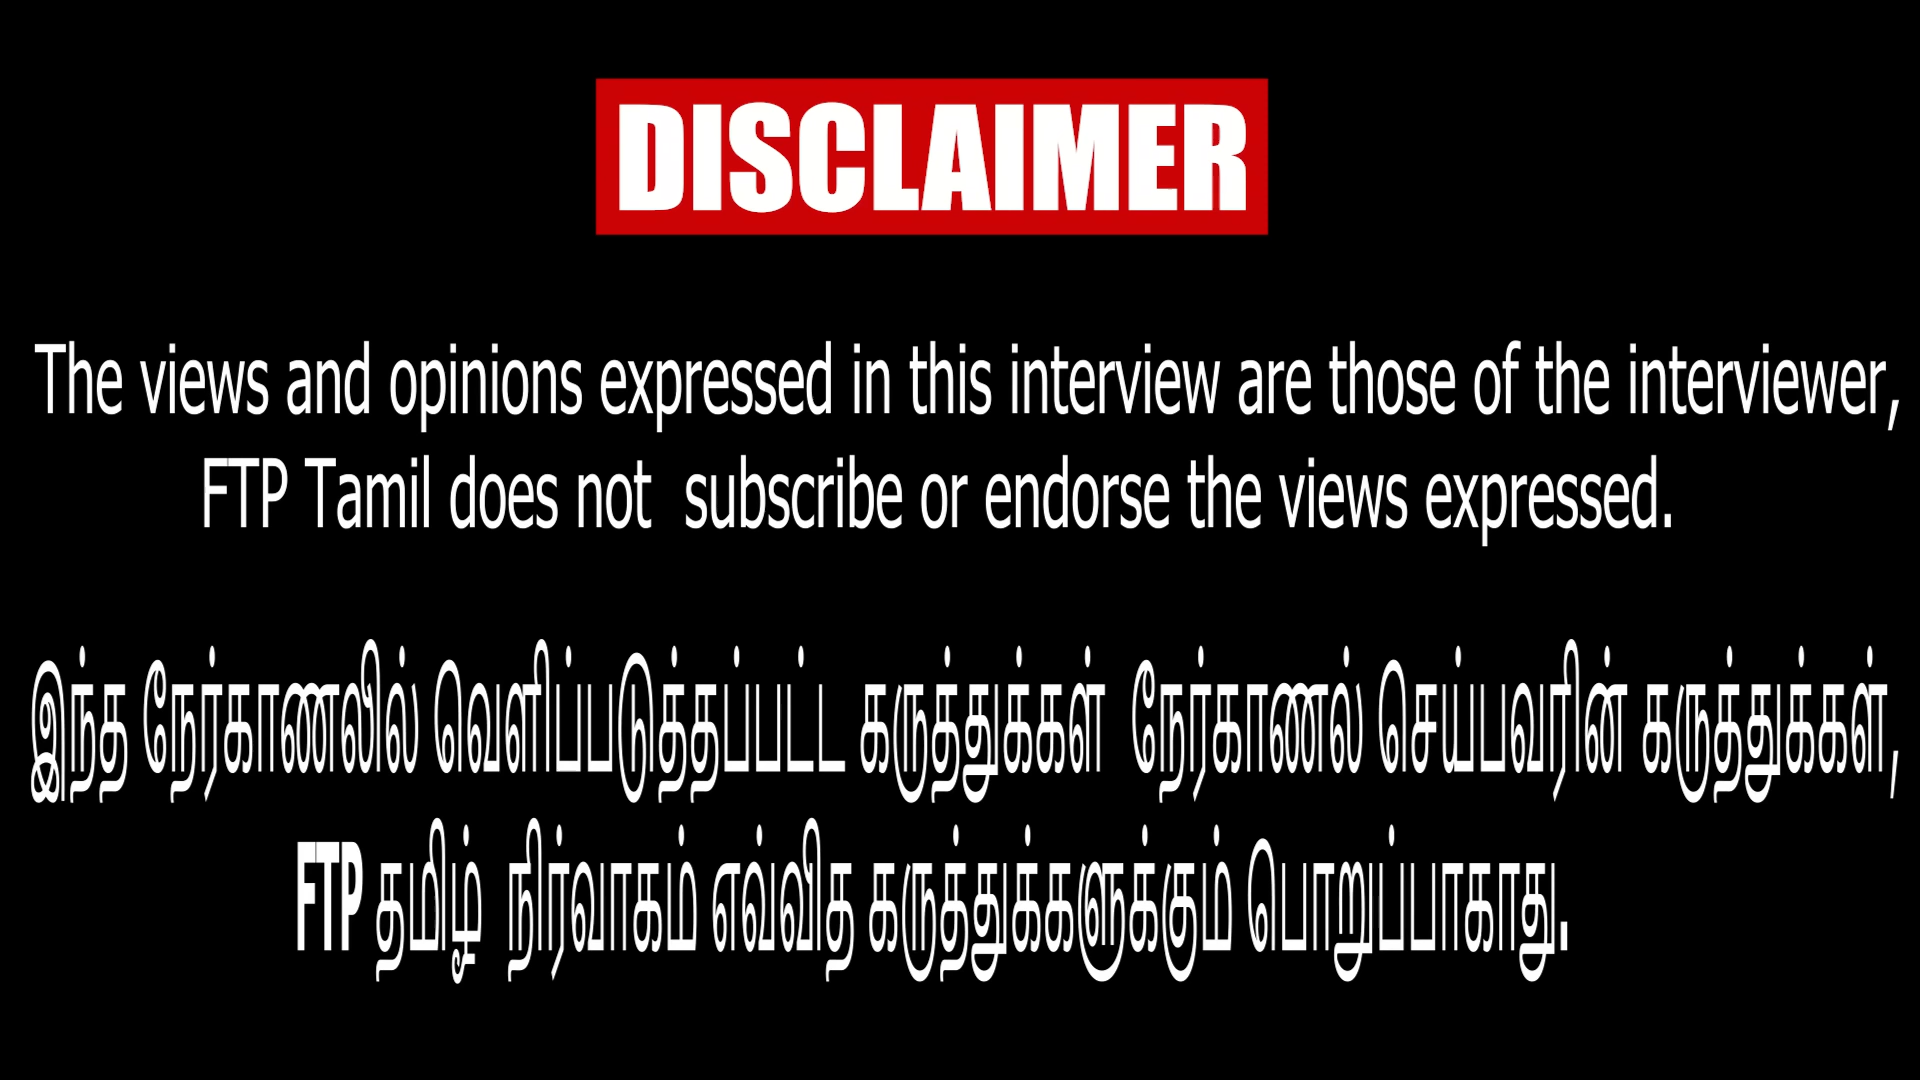 DISCLAIMER
The views and opinions expressed in this interview are those of the interviewer,
FTP Tamil does not subscribe or endorse the views expressed.
இந்த நேர்காணலில் வெளிப்படுத்தப்பட்ட கருத்துக்கள் நேர்காணல் செய்பவரின் கருத்துக்கள்,
FTP தமிழ் நிர்வாகம் எவ்வித கருத்துக்களுக்கும் பொறுப்பாகாது.